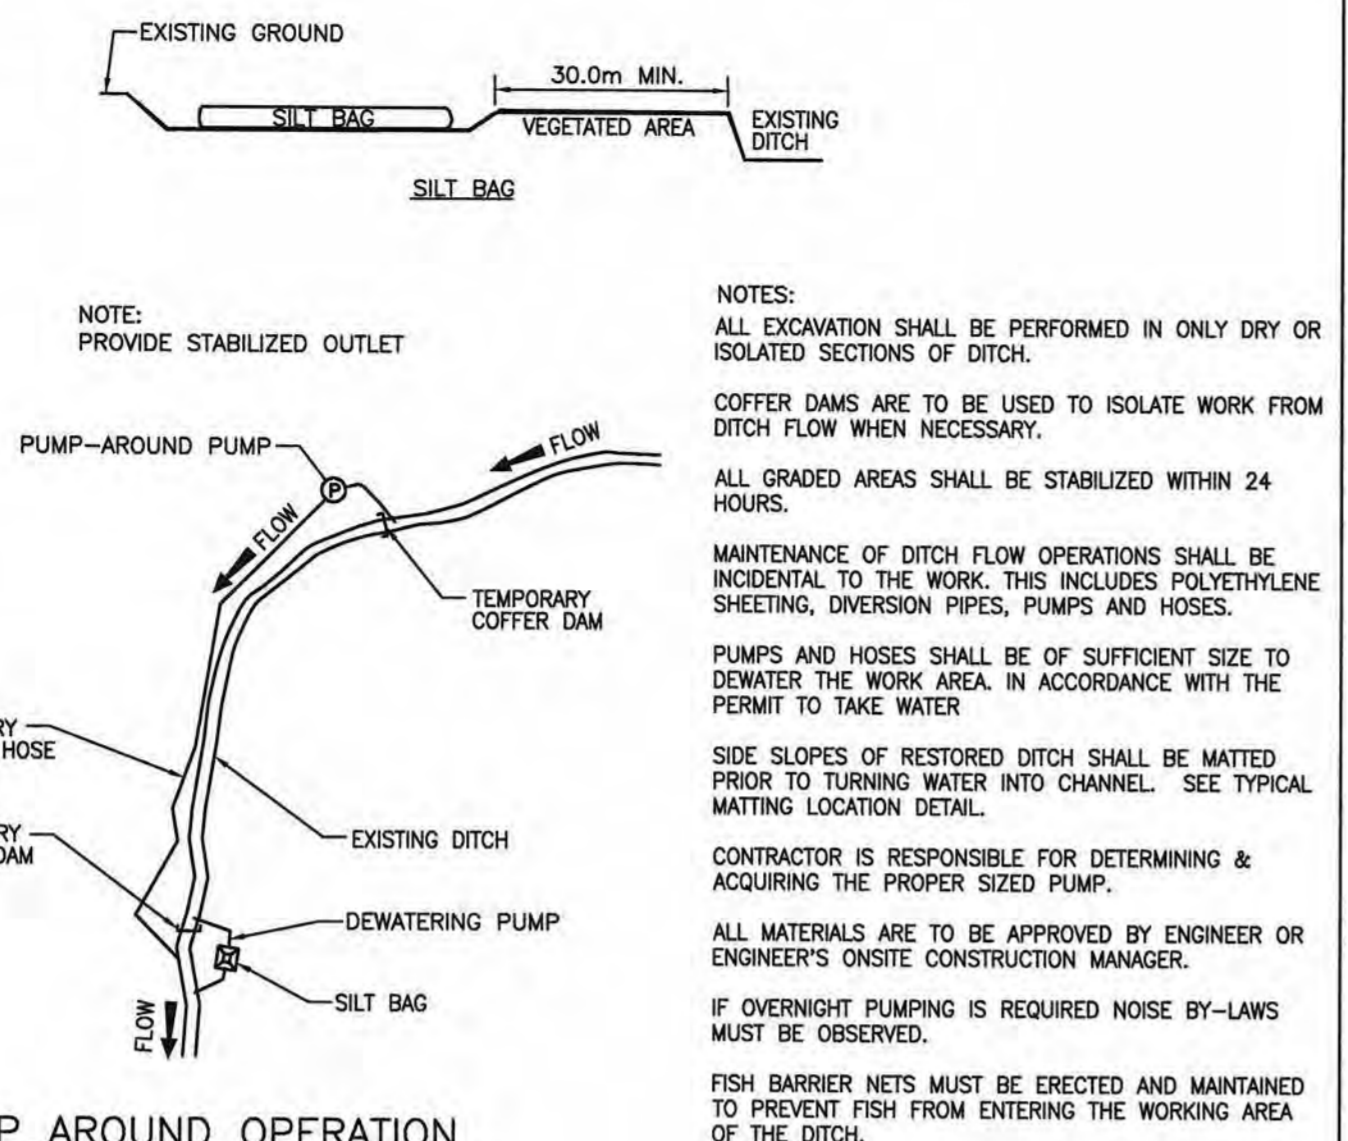 EXISTING GROUND
30.0m MIN.
SILT BAG
VEGETATED AREA
EXISTING
DITCH
SILT BAG
NOTE:
PROVIDE STABILIZED OUTLET
PUMP-AROUND PUMP
P
FLOW
FLOW
TEMPORARY
COFFER DAM
RY
HOSE
RY
DAM
EXISTING DITCH
DEWATERING PUMP
SILT BAG
FLOW
P AROUND OPERATION
NOTES:
ALL EXCAVATION SHALL BE PERFORMED IN ONLY DRY OR
ISOLATED SECTIONS OF DITCH.
COFFER DAMS ARE TO BE USED TO ISOLATE WORK FROM
DITCH FLOW WHEN NECESSARY.
ALL GRADED AREAS SHALL BE STABILIZED WITHIN 24
HOURS.
MAINTENANCE OF DITCH FLOW OPERATIONS SHALL BE
INCIDENTAL TO THE WORK. THIS INCLUDES POLYETHYLENE
SHEETING, DIVERSION PIPES, PUMPS AND HOSES.
PUMPS AND HOSES SHALL BE OF SUFFICIENT SIZE TO
DEWATER THE WORK AREA. IN ACCORDANCE WITH THE
PERMIT TO TAKE WATER
SIDE SLOPES OF RESTORED DITCH SHALL BE MATTED
PRIOR TO TURNING WATER INTO CHANNEL. SEE TYPICAL
MATTING LOCATION DETAIL.
CONTRACTOR IS RESPONSIBLE FOR DETERMINING &
ACQUIRING THE PROPER SIZED PUMP.
ALL MATERIALS ARE TO BE APPROVED BY ENGINEER OR
ENGINEER'S ONSITE CONSTRUCTION MANAGER.
IF OVERNIGHT PUMPING IS REQUIRED NOISE BY-LAWS
MUST BE OBSERVED.
FISH BARRIER NETS MUST BE ERECTED AND MAINTAINED
TO PREVENT FISH FROM ENTERING THE WORKING AREA
OF THE DITCH.